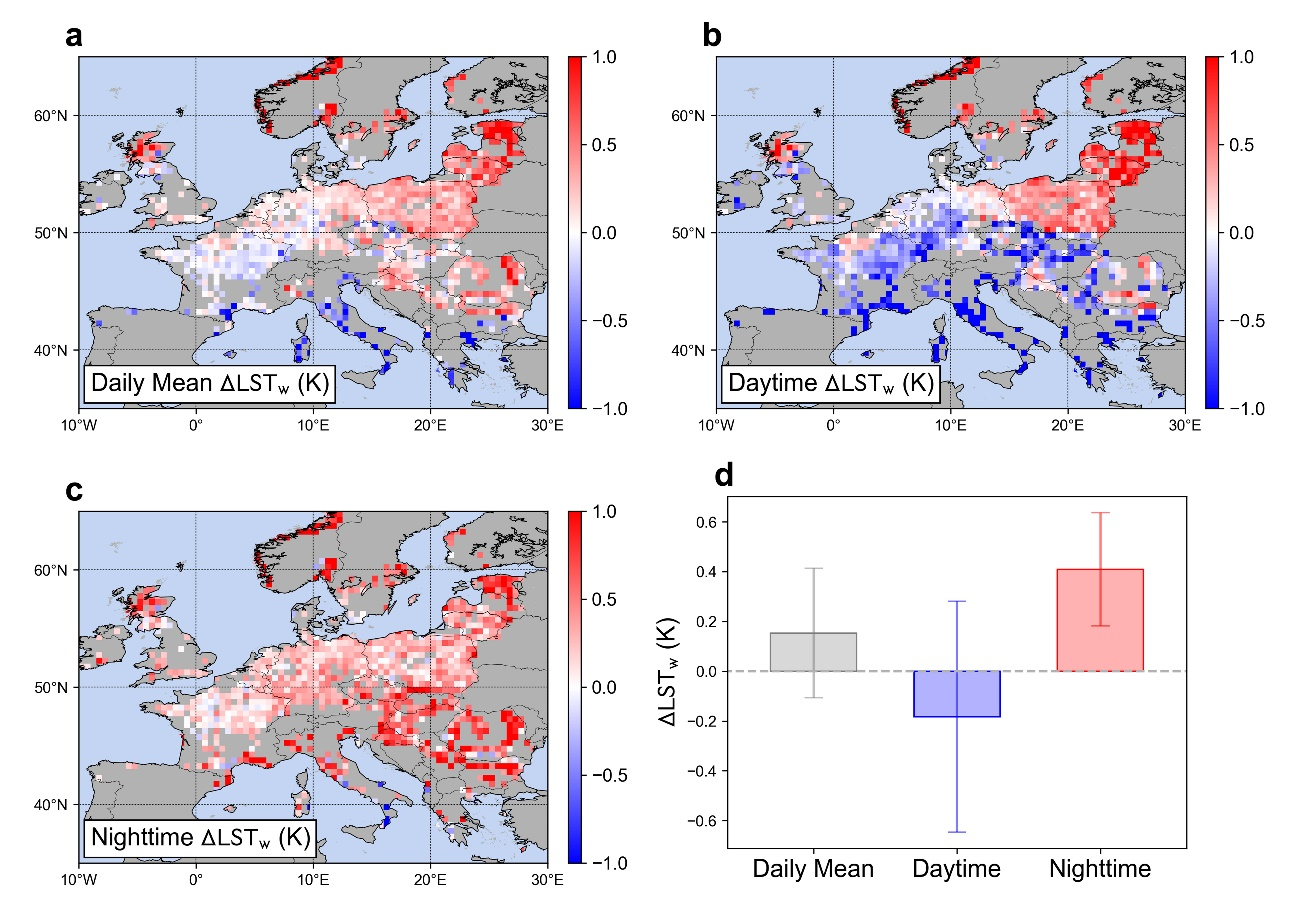 a
1.0
60°N
0.5
50°N
0.0
−0.5
40°N
Daily Mean ΔLST_w (K)
−1.0
10°W 0° 10°E 20°E 30°E
b
1.0
60°N
0.5
50°N
0.0
−0.5
40°N
Daytime ΔLST_w (K)
−1.0
10°W 0° 10°E 20°E 30°E
c
1.0
60°N
0.5
50°N
0.0
−0.5
40°N
Nighttime ΔLST_w (K)
−1.0
10°W 0° 10°E 20°E 30°E
d
ΔLST_w (K)
0.6
0.4
0.2
0.0
−0.2
−0.4
−0.6
Daily Mean Daytime Nighttime